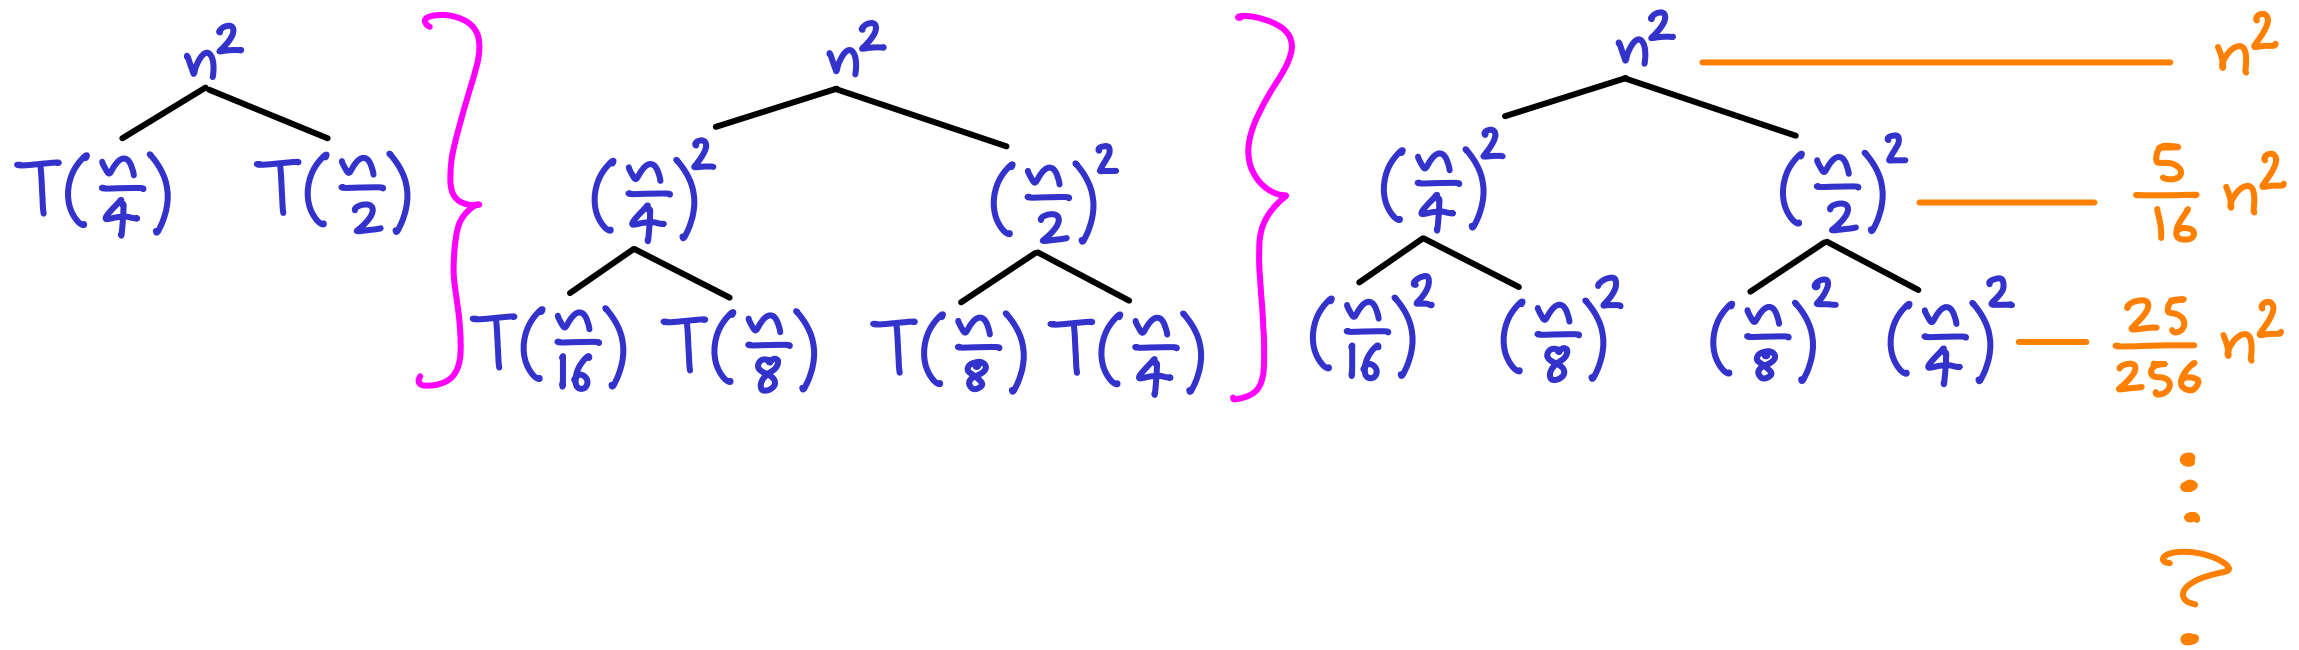 n²
T(n/4) T(n/2)
n²
(n/4)² (n/2)²
T(n/16) T(n/8) T(n/8) T(n/4)
n² n²
(n/4)² (n/2)² 5/16 n²
(n/16)² (n/8)² (n/8)² (n/4)² 25/256 n²
⋮
?